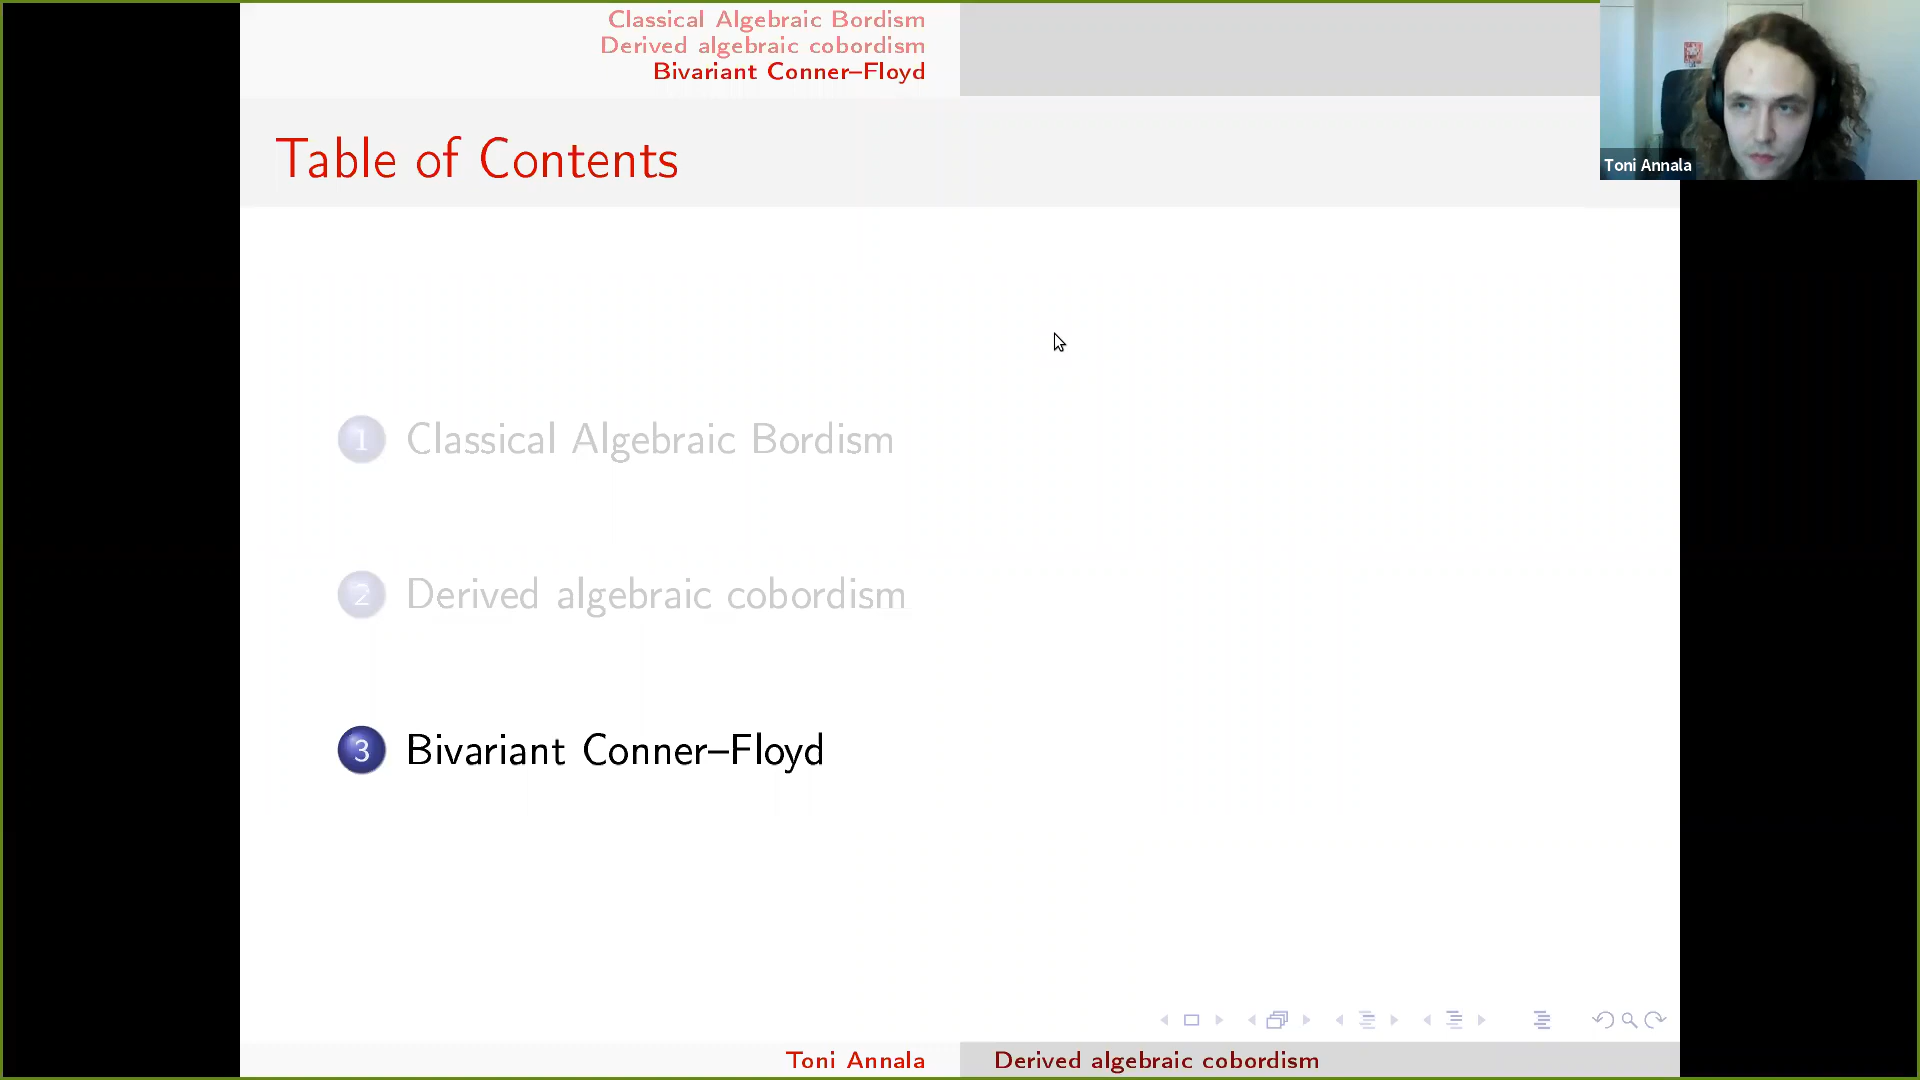 Classical Algebraic Bordism
Derived algebraic cobordism
Bivariant Conner–Floyd
Toni Annala
Table of Contents
1 Classical Algebraic Bordism
2 Derived algebraic cobordism
3 Bivariant Conner–Floyd
Toni Annala Derived algebraic cobordism